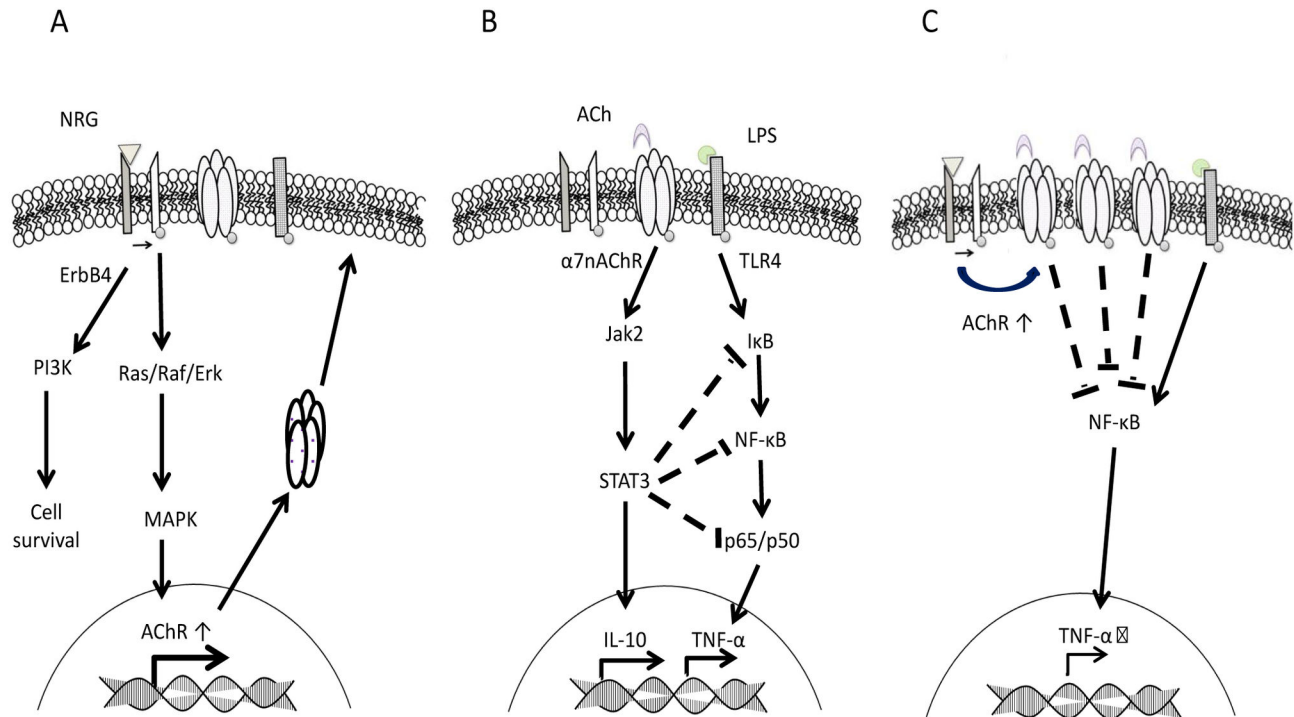 A
NRG
ErbB4
PI3K
Ras/Raf/Erk
Cell
survival
MAPK
AChR ↑
B
ACh
LPS
α7nAChR
TLR4
Jak2
IκB
NF-κB
STAT3
p65/p50
IL-10
TNF-α
C
AChR ↑
NF-κB
TNF-α